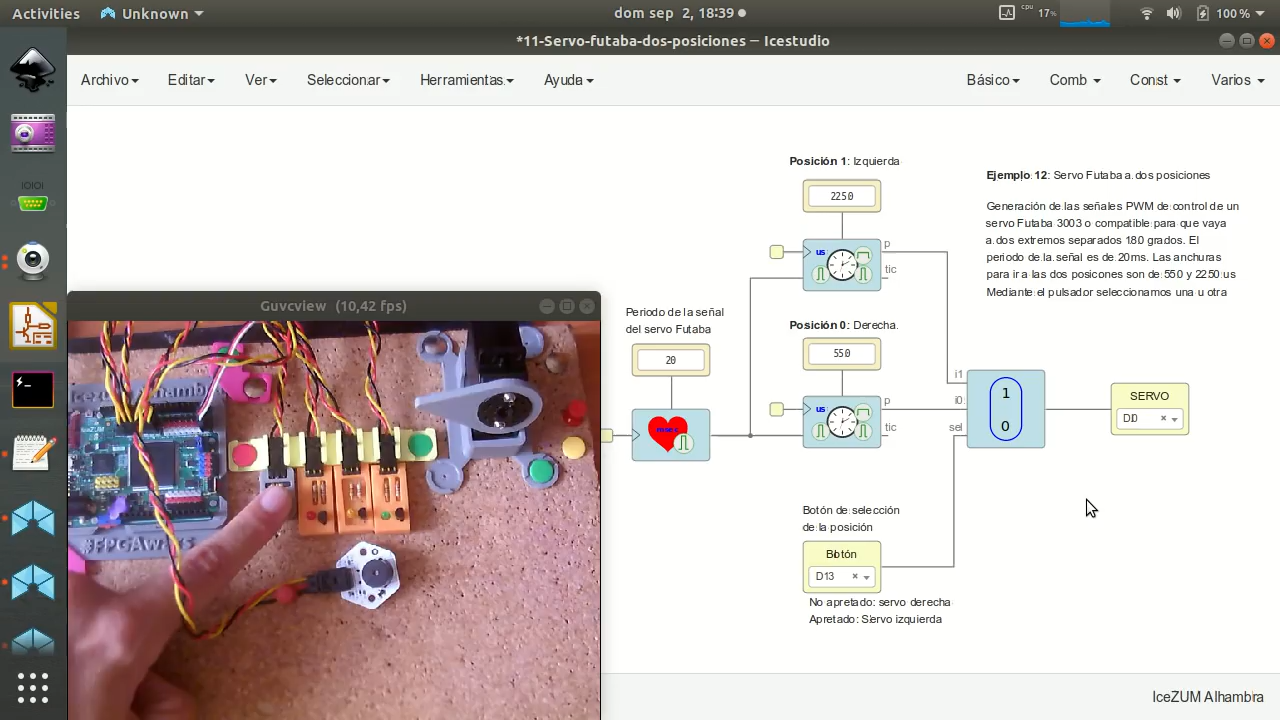 Activities
Unknown
dom sep 2, 18:39
cpu 17%
100 %
*11-Servo-futaba-dos-posiciones – Icestudio
Archivo
Editar
Ver
Seleccionar
Herramientas
Ayuda
Básico
Comb
Const
Varios
Posición 1: Izquierda
2250
us
p
tic
Ejemplo 12: Servo Futaba a dos posiciones
Generación de las señales PWM de control de un
servo Futaba 3003 o compatible para que vaya
a dos extremos separados 180 grados. El
periodo de la señal es de 20ms. Las anchuras
para ir a las dos posicones son de 550 y 2250 us
Mediante el pulsador seleccionamos una u otra
Guvcview (10,42 fps)
Periodo de la señal
del servo Futaba
20
msec
Posición 0: Derecha.
550
us
p
tic
i1
i0
sel
1
0
SERVO
D0
Botón de selección
de la posición
Botón
D13
No apretado: servo derecha
Apretado: Servo izquierda
#FPGAwars
IceZUM Alhambra